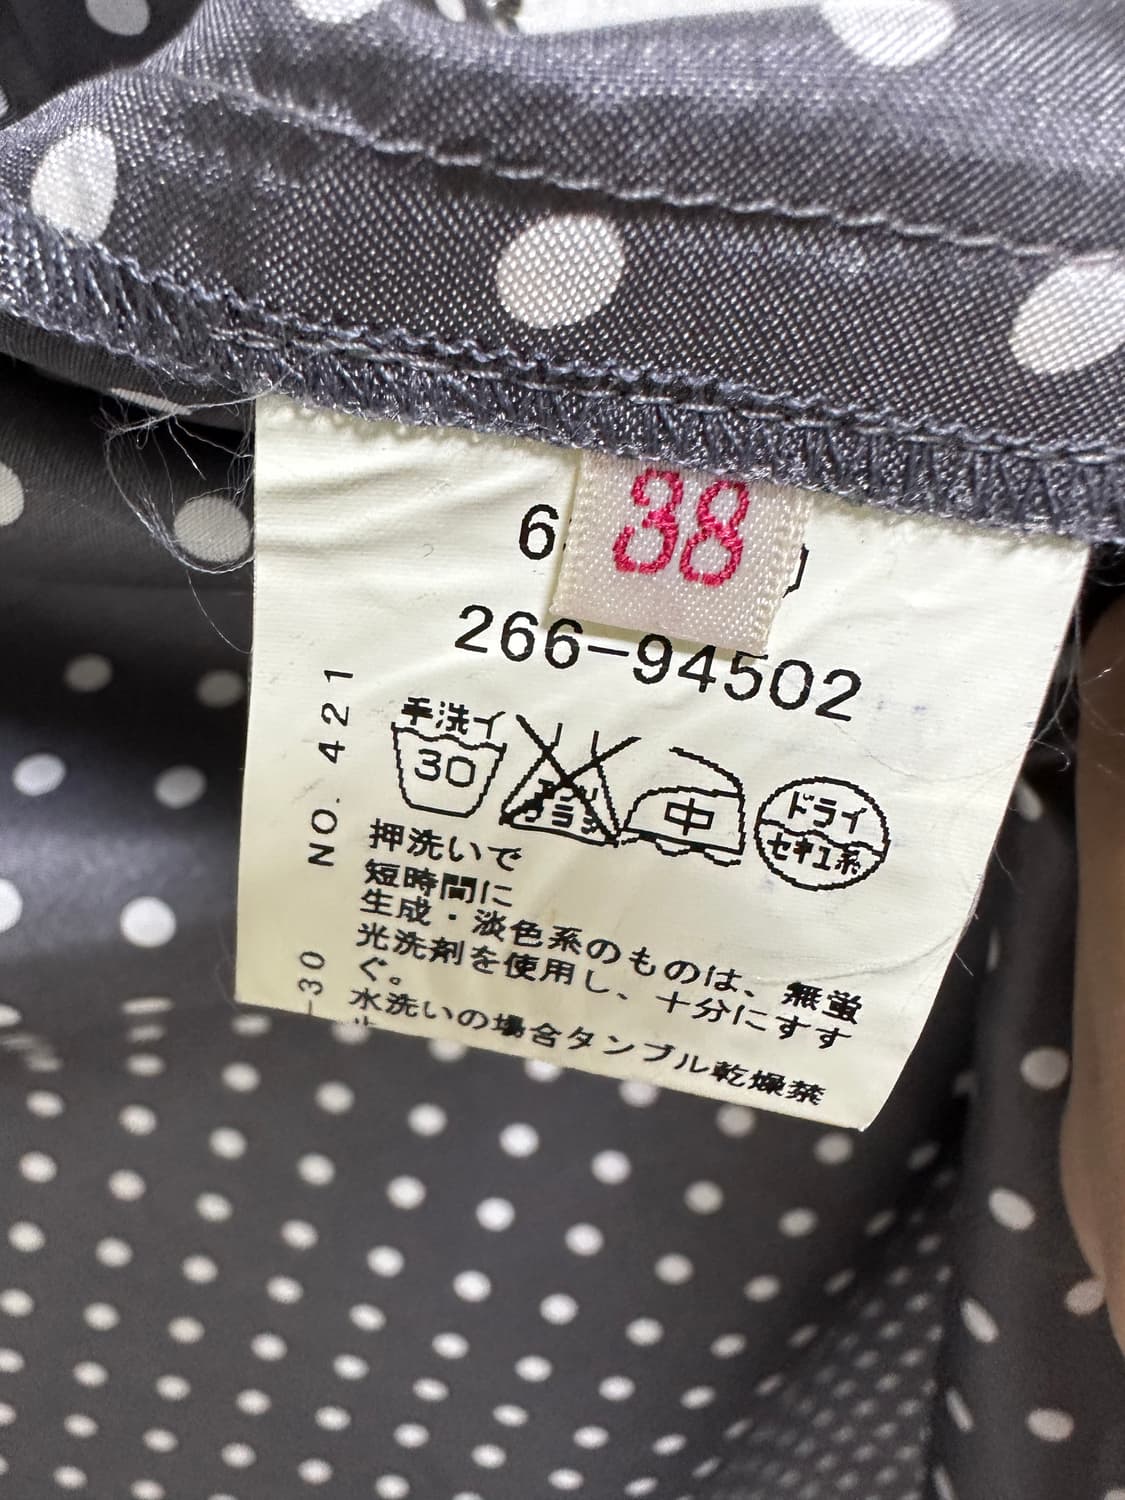 38
6
266-94502
手洗イ
30
中
ドライ
セキユ系
押洗いで
短時間に
生成・淡色系のものは、無蛍
光洗剤を使用し、十分にすす
ぐ。
水洗いの場合タンブル乾燥禁
NO. 421
-30